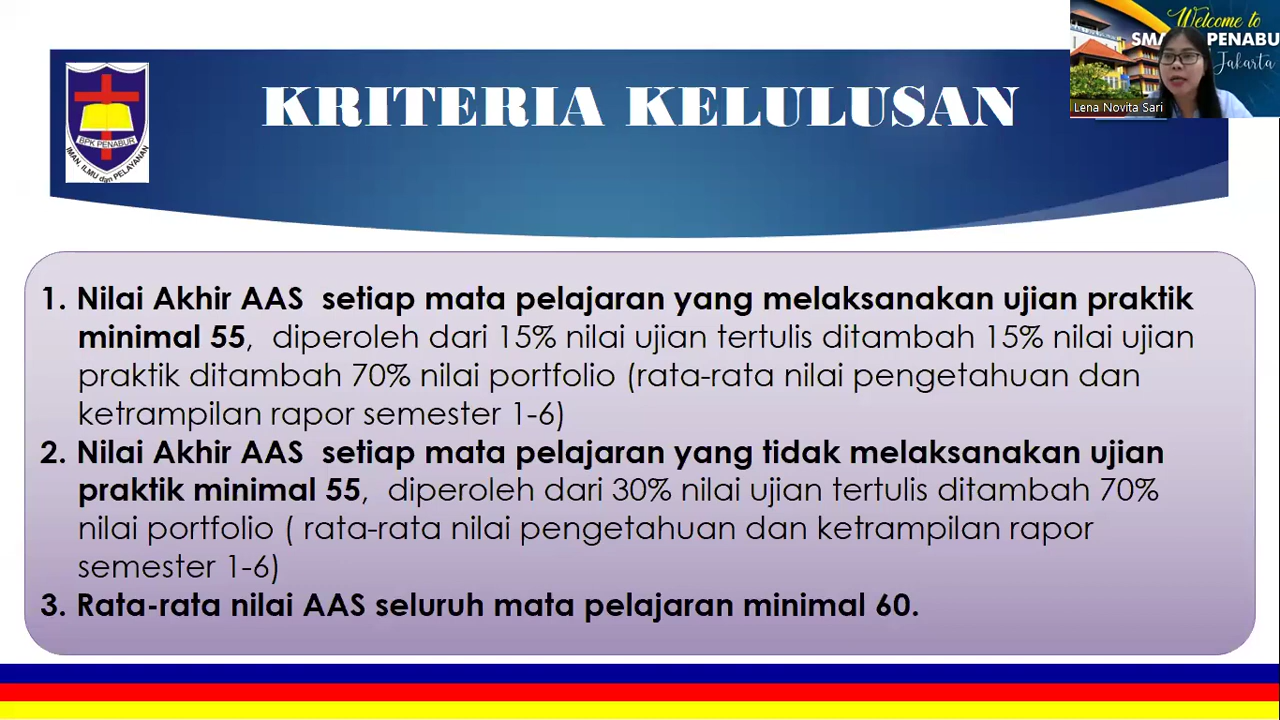 Welcome to
PENABU
Jakarta
Lena Novita Sari
KRITERIA KELULUSAN
BPK PENABUR
IMAN, ILMU dan PELAYANAN
1. Nilai Akhir AAS setiap mata pelajaran yang melaksanakan ujian praktik
minimal 55, diperoleh dari 15% nilai ujian tertulis ditambah 15% nilai ujian
praktik ditambah 70% nilai portfolio (rata-rata nilai pengetahuan dan
ketrampilan rapor semester 1-6)
2. Nilai Akhir AAS setiap mata pelajaran yang tidak melaksanakan ujian
praktik minimal 55, diperoleh dari 30% nilai ujian tertulis ditambah 70%
nilai portfolio ( rata-rata nilai pengetahuan dan ketrampilan rapor
semester 1-6)
3. Rata-rata nilai AAS seluruh mata pelajaran minimal 60.